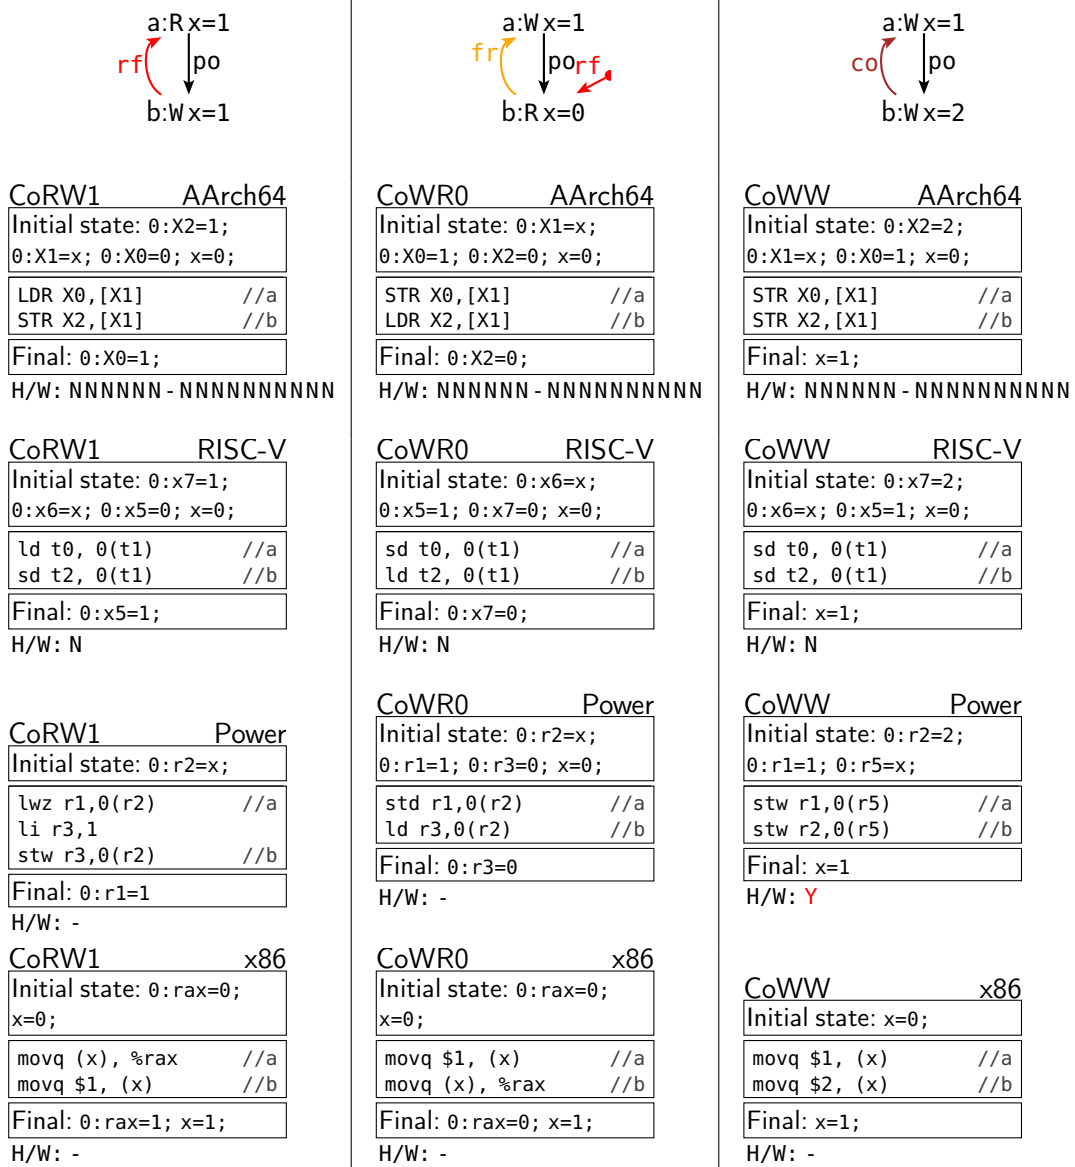 a:R x=1
rf
po
b:W x=1
CoRW1 AArch64
Initial state: 0:X2=1;
0:X1=x; 0:X0=0; x=0;
LDR X0,[X1] //a
STR X2,[X1] //b
Final: 0:X0=1;
H/W: NNNNNN-NNNNNNNNNN
CoRW1 RISC-V
Initial state: 0:x7=1;
0:x6=x; 0:x5=0; x=0;
ld t0, 0(t1) //a
sd t2, 0(t1) //b
Final: 0:x5=1;
H/W: N
CoRW1 Power
Initial state: 0:r2=x;
lwz r1,0(r2) //a
li r3,1
stw r3,0(r2) //b
Final: 0:r1=1
H/W: -
CoRW1 x86
Initial state: 0:rax=0;
x=0;
movq (x), %rax //a
movq $1, (x) //b
Final: 0:rax=1; x=1;
H/W: -
a:W x=1
fr
po
rf
b:R x=0
CoWR0 AArch64
Initial state: 0:X1=x;
0:X0=1; 0:X2=0; x=0;
STR X0,[X1] //a
LDR X2,[X1] //b
Final: 0:X2=0;
H/W: NNNNNN-NNNNNNNNNN
CoWR0 RISC-V
Initial state: 0:x6=x;
0:x5=1; 0:x7=0; x=0;
sd t0, 0(t1) //a
ld t2, 0(t1) //b
Final: 0:x7=0;
H/W: N
CoWR0 Power
Initial state: 0:r2=x;
0:r1=1; 0:r3=0; x=0;
std r1,0(r2) //a
ld r3,0(r2) //b
Final: 0:r3=0
H/W: -
CoWR0 x86
Initial state: 0:rax=0;
x=0;
movq $1, (x) //a
movq (x), %rax //b
Final: 0:rax=0; x=1;
H/W: -
a:W x=1
co
po
b:W x=2
CoWW AArch64
Initial state: 0:X2=2;
0:X1=x; 0:X0=1; x=0;
STR X0,[X1] //a
STR X2,[X1] //b
Final: x=1;
H/W: NNNNNN-NNNNNNNNNN
CoWW RISC-V
Initial state: 0:x7=2;
0:x6=x; 0:x5=1; x=0;
sd t0, 0(t1) //a
sd t2, 0(t1) //b
Final: x=1;
H/W: N
CoWW Power
Initial state: 0:r2=2;
0:r1=1; 0:r5=x;
stw r1,0(r5) //a
stw r2,0(r5) //b
Final: x=1
H/W: Y
CoWW x86
Initial state: x=0;
movq $1, (x) //a
movq $2, (x) //b
Final: x=1;
H/W: -